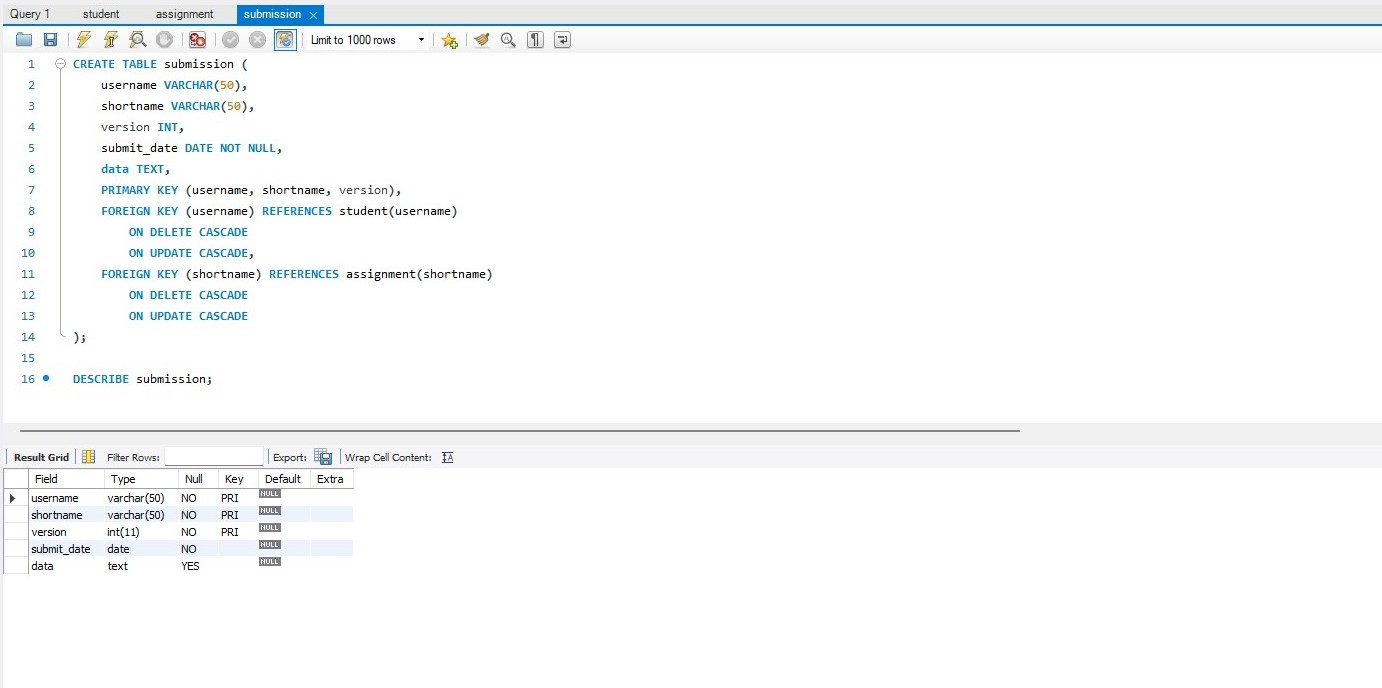 Query 1 student assignment submission
Limit to 1000 rows
1 CREATE TABLE submission (
2 username VARCHAR(50),
3 shortname VARCHAR(50),
4 version INT,
5 submit_date DATE NOT NULL,
6 data TEXT,
7 PRIMARY KEY (username, shortname, version),
8 FOREIGN KEY (username) REFERENCES student(username)
9 ON DELETE CASCADE
10 ON UPDATE CASCADE,
11 FOREIGN KEY (shortname) REFERENCES assignment(shortname)
12 ON DELETE CASCADE
13 ON UPDATE CASCADE
14 );
15
16 DESCRIBE submission;
Result Grid Filter Rows: Export: Wrap Cell Content: IA
Field Type Null Key Default Extra
username varchar(50) NO PRI NULL
shortname varchar(50) NO PRI NULL
version int(11) NO PRI NULL
submit_date date NO NULL
data text YES NULL